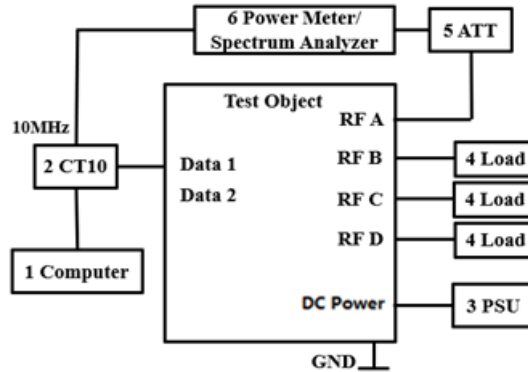 6 Power Meter/
Spectrum Analyzer
5 ATT
Test Object
RF A
10MHz
2 CT10
Data 1
RF B
4 Load
Data 2
RF C
4 Load
RF D
4 Load
1 Computer
DC Power
3 PSU
GND